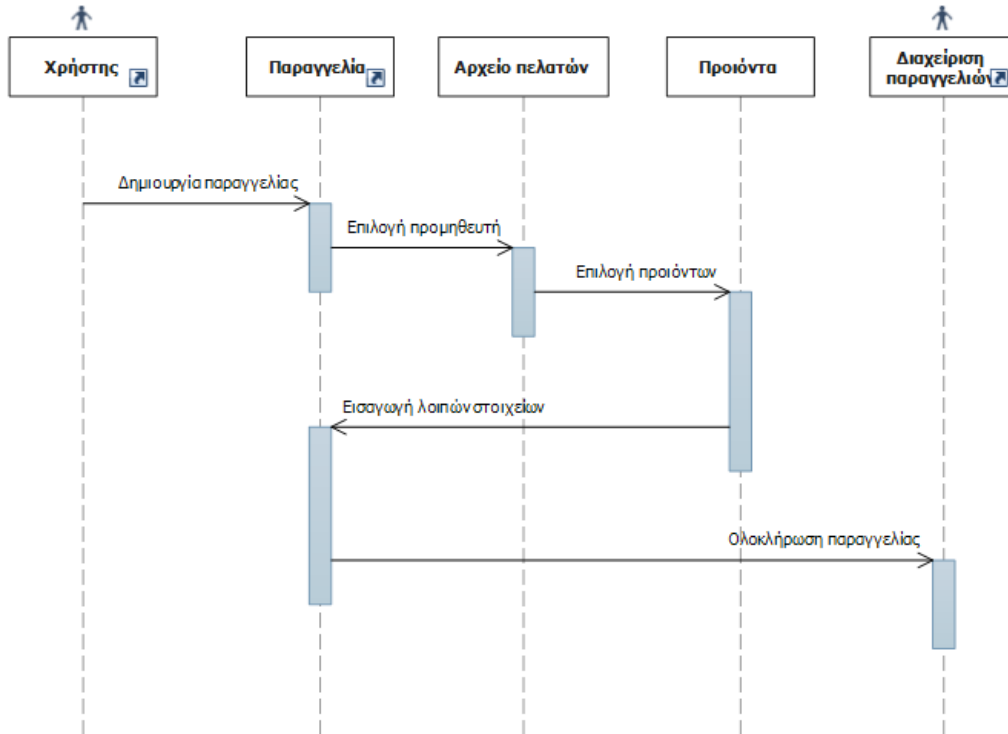 Χρήστης
Παραγγελία
Αρχείο πελατών
Προιόντα
Διαχείριση
παραγγελιών
Δημιουργία παραγγελίας
Επιλογή προμηθευτή
Επιλογή προιόντων
Εισαγωγή λοιπών στοιχείων
Ολοκλήρωση παραγγελίας